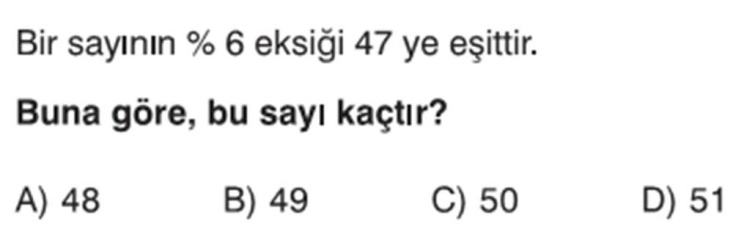 Bir sayının % 6 eksiği 47 ye eşittir.
Buna göre, bu sayı kaçtır?
A) 48 B) 49 C) 50 D) 51